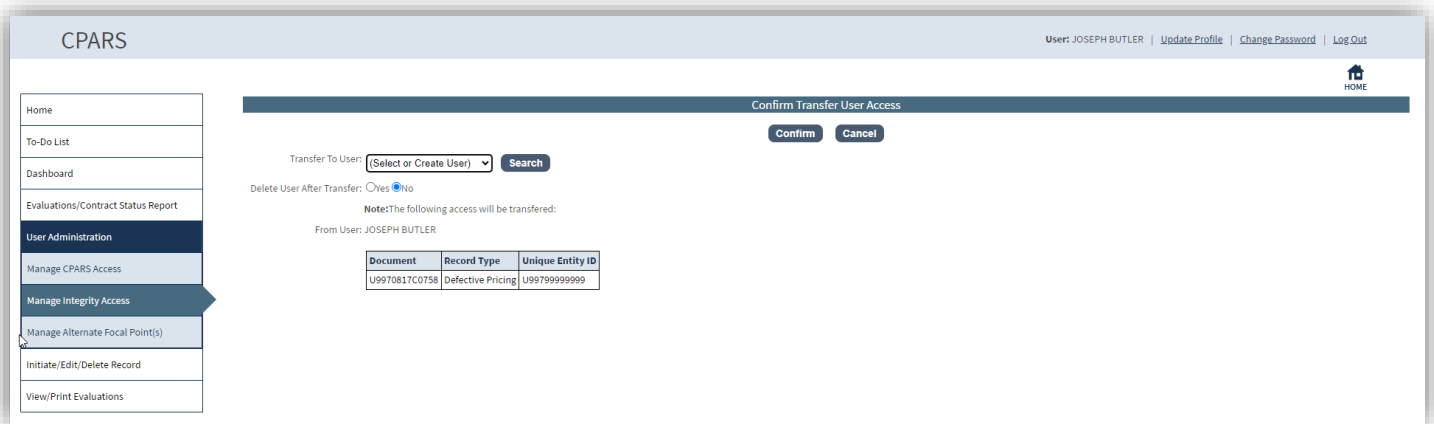 CPARS
User: JOSEPH BUTLER | Update Profile | Change Password | Log Out
HOME
Home
To-Do List
Dashboard
Evaluations/Contract Status Report
User Administration
Manage CPARS Access
Manage Integrity Access
Manage Alternate Focal Point(s)
Initiate/Edit/Delete Record
View/Print Evaluations
Confirm Transfer User Access
Confirm Cancel
Transfer To User: (Select or Create User) Search
Delete User After Transfer: Yes No
Note:The following access will be transfered:
From User: JOSEPH BUTLER
Document Record Type Unique Entity ID
U9970817C0758 Defective Pricing U99799999999